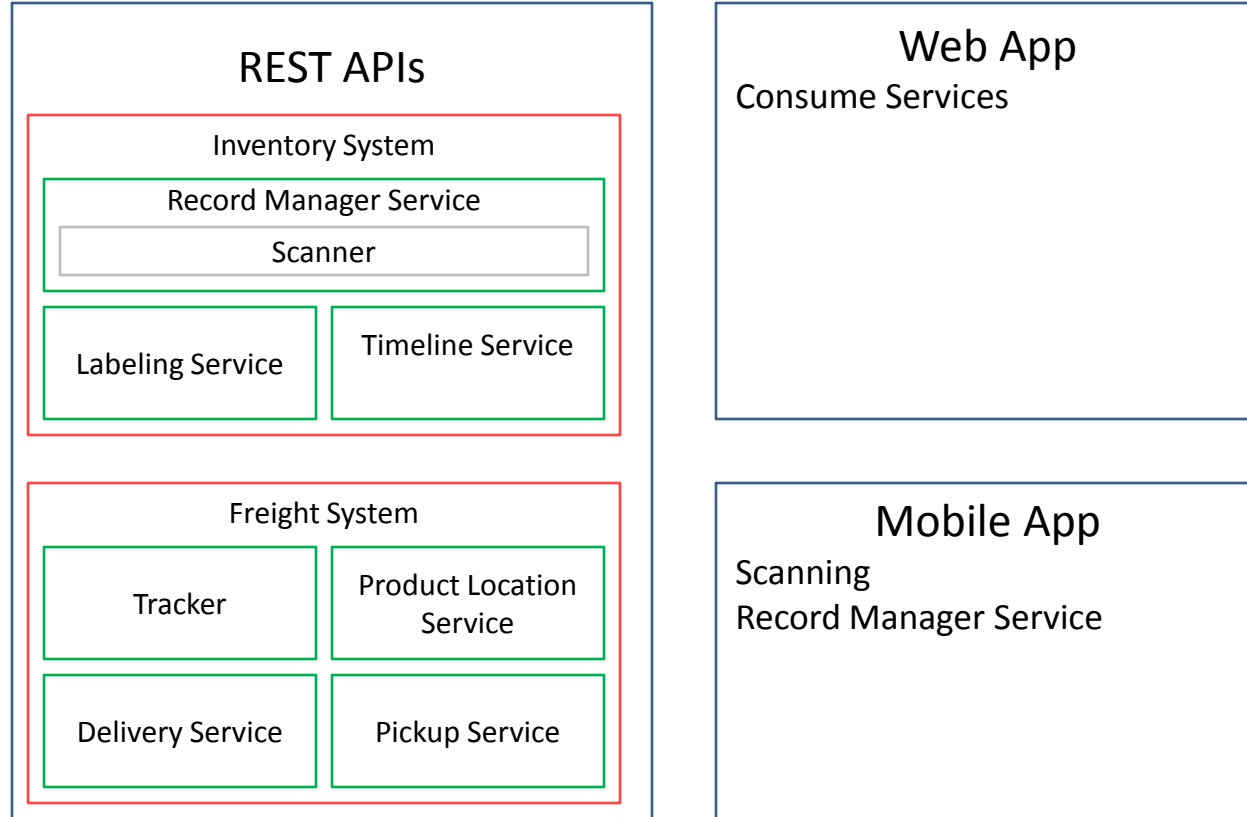 REST APIs
Inventory System
Record Manager Service
Scanner
Labeling Service
Timeline Service
Freight System
Tracker
Product Location
Service
Delivery Service
Pickup Service
Web App
Consume Services
Mobile App
Scanning
Record Manager Service